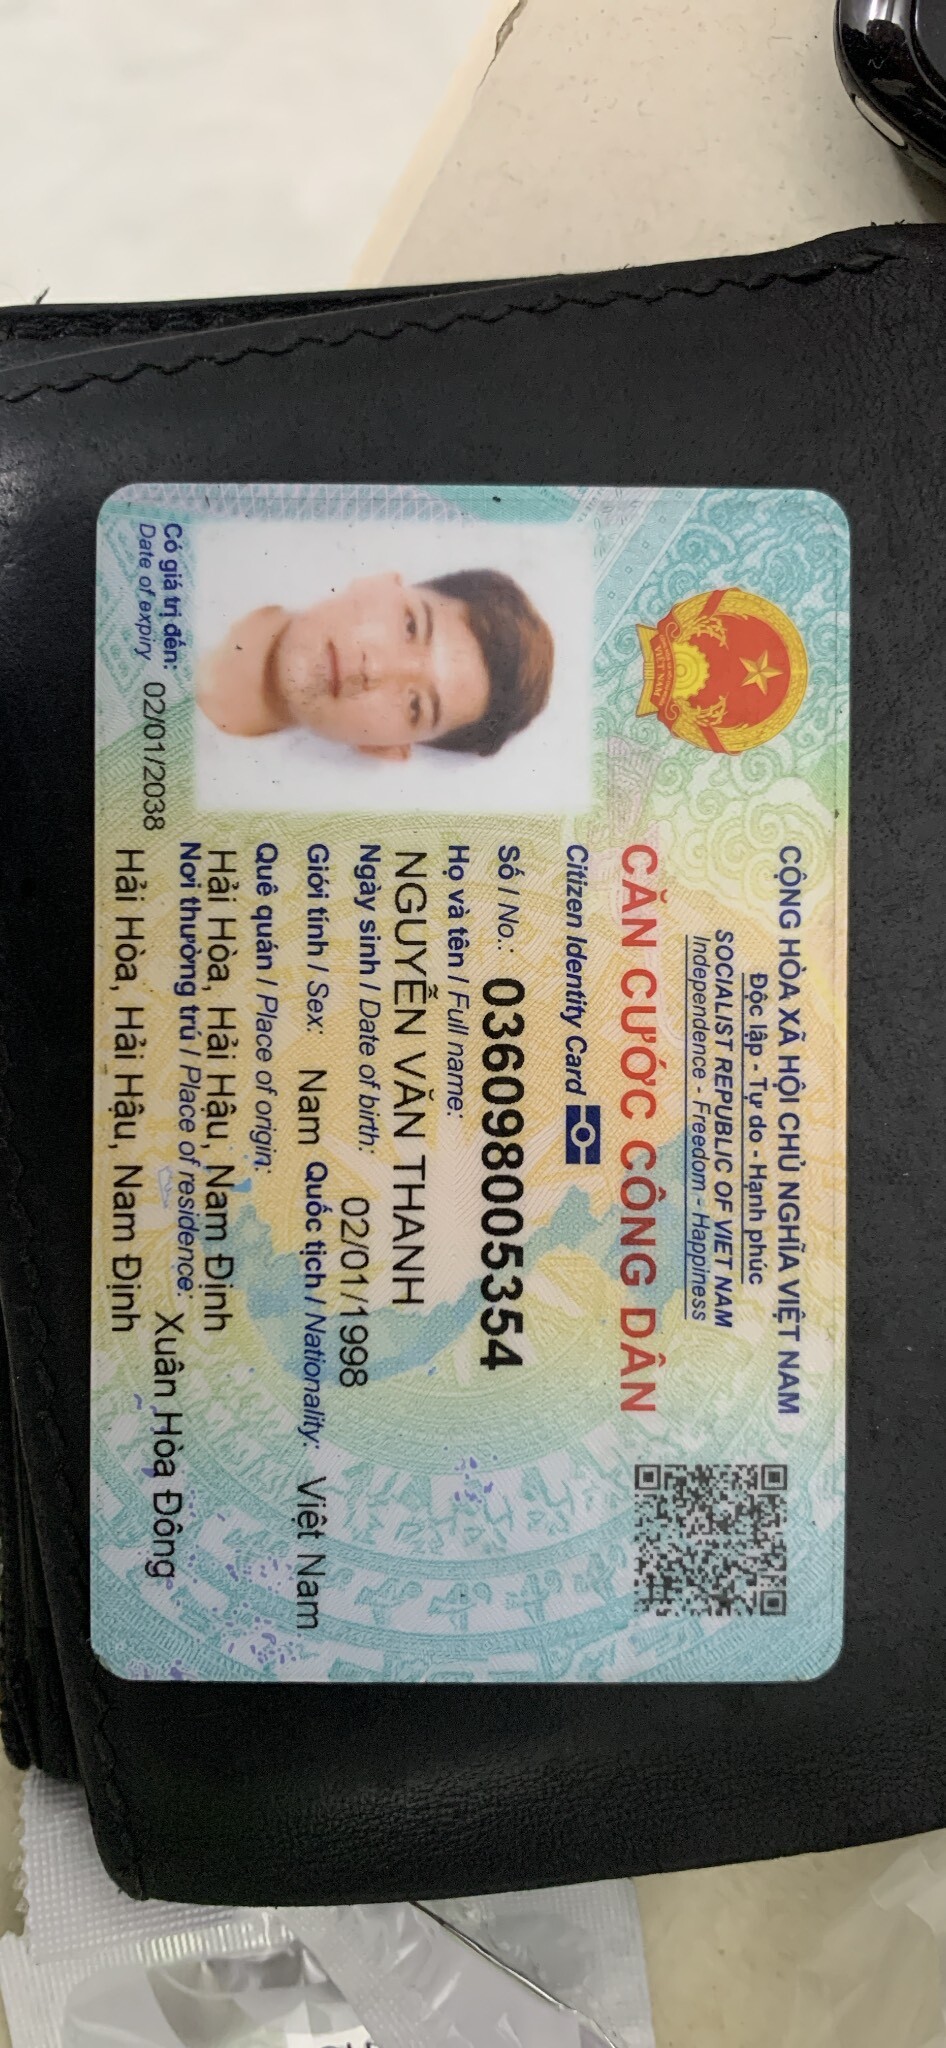 CỘNG HÒA XÃ HỘI CHỦ NGHĨA VIỆT NAM
Độc lập - Tự do - Hạnh phúc
SOCIALIST REPUBLIC OF VIET NAM
Independence - Freedom - Happiness
CĂN CƯỚC CÔNG DÂN
Citizen Identity Card
Số / No.: 036098005354
Họ và tên / Full name:
NGUYỄN VĂN THANH
Ngày sinh / Date of birth: 02/01/1998
Giới tính / Sex: Nam Quốc tịch / Nationality: Việt Nam
Quê quán / Place of origin:
Hải Hòa, Hải Hậu, Nam Định
Nơi thường trú / Place of residence: Xuân Hòa Đông
Hải Hòa, Hải Hậu, Nam Định
Có giá trị đến: 02/01/2038
Date of expiry
VIỆT NAM